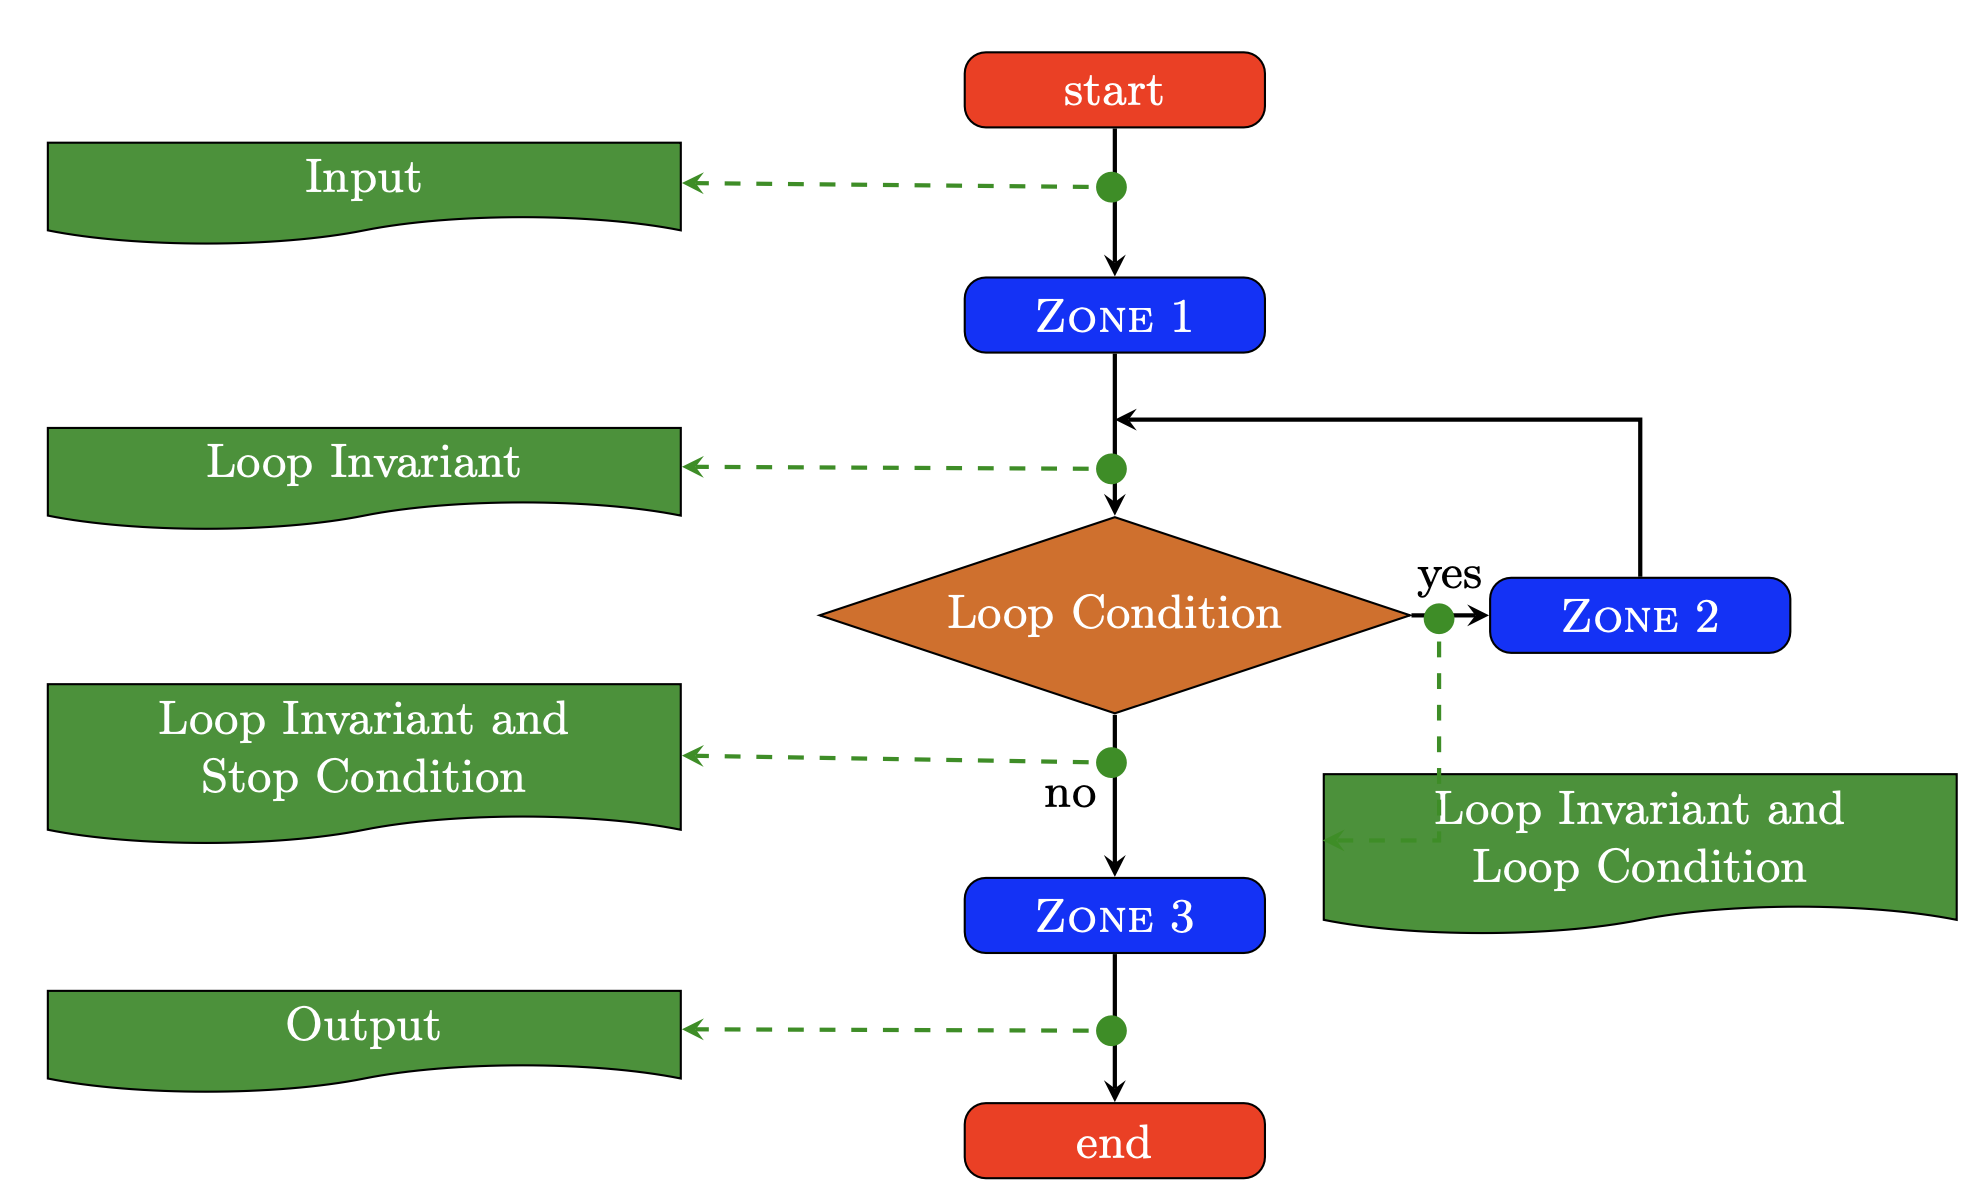 start
Input
ZONE 1
Loop Invariant
yes
Loop Condition
ZONE 2
Loop Invariant and
Stop Condition
no
Loop Invariant and
Loop Condition
ZONE 3
Output
end